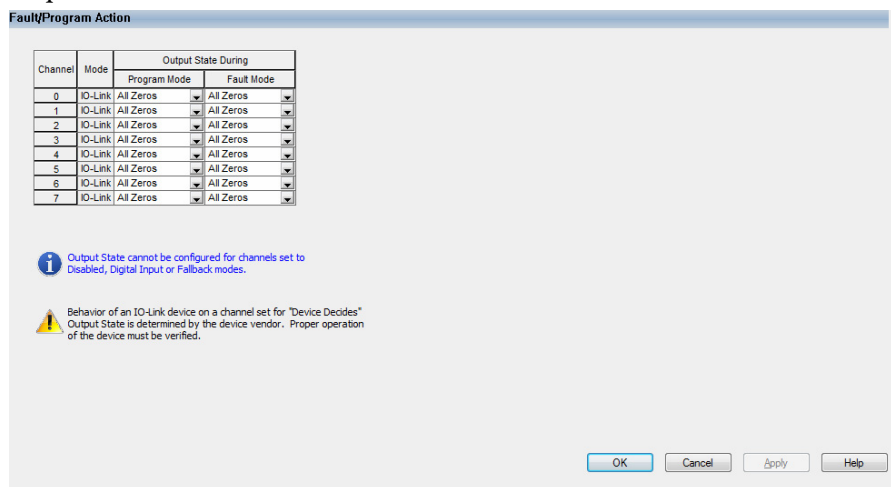 Fault/Program Action
Channel Mode Output State During
Program Mode Fault Mode
0 IO-Link All Zeros All Zeros
1 IO-Link All Zeros All Zeros
2 IO-Link All Zeros All Zeros
3 IO-Link All Zeros All Zeros
4 IO-Link All Zeros All Zeros
5 IO-Link All Zeros All Zeros
6 IO-Link All Zeros All Zeros
7 IO-Link All Zeros All Zeros
Output State cannot be configured for channels set to
Disabled, Digital Input or Fallback modes.
Behavior of an IO-Link device on a channel set for "Device Decides"
Output State is determined by the device vendor. Proper operation
of the device must be verified.
OK Cancel Apply Help